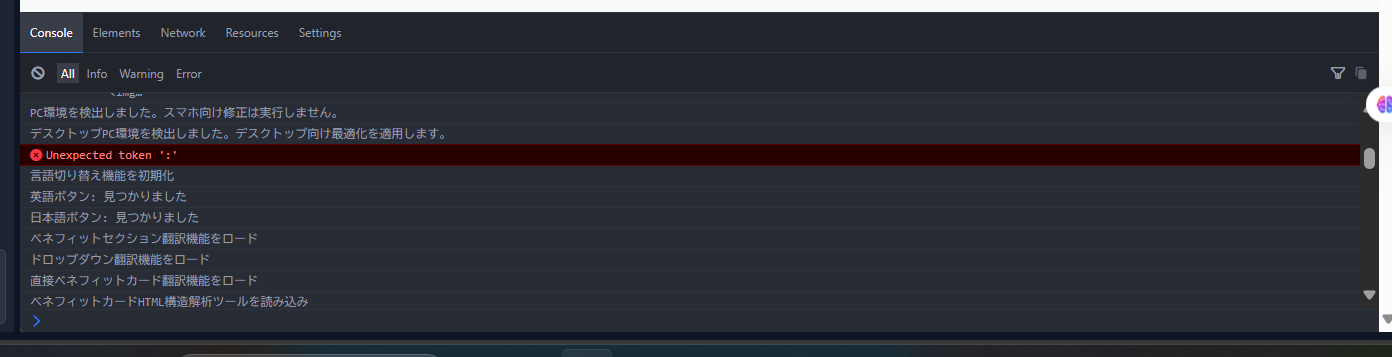 Console Elements Network Resources Settings
All Info Warning Error
PC環境を検出しました。スマホ向け修正は実行しません。
デスクトップPC環境を検出しました。デスクトップ向け最適化を適用します。
Unexpected token ':'
言語切り替え機能を初期化
英語ボタン: 見つかりました
日本語ボタン: 見つかりました
ベネフィットセクション翻訳機能をロード
ドロップダウン翻訳機能をロード
直接ベネフィットカード翻訳機能をロード
ベネフィットカードHTML構造解析ツールを読み込み